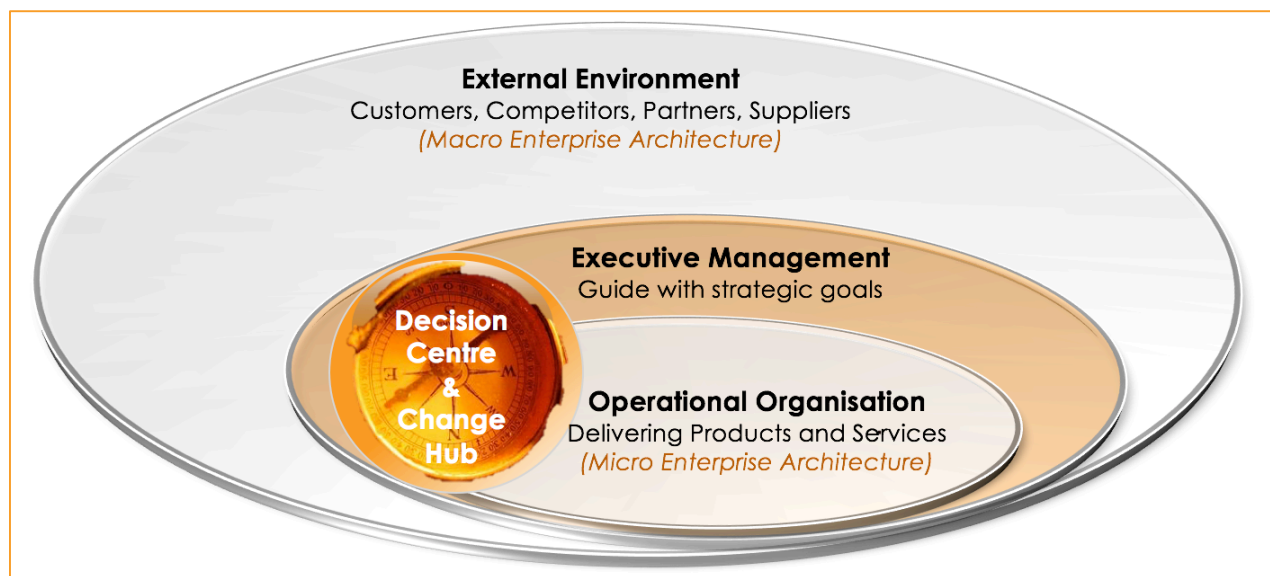 External Environment
Customers, Competitors, Partners, Suppliers
(Macro Enterprise Architecture)
Executive Management
Guide with strategic goals
Decision
Centre
&
Change
Hub
Operational Organisation
Delivering Products and Services
(Micro Enterprise Architecture)
E
W
N